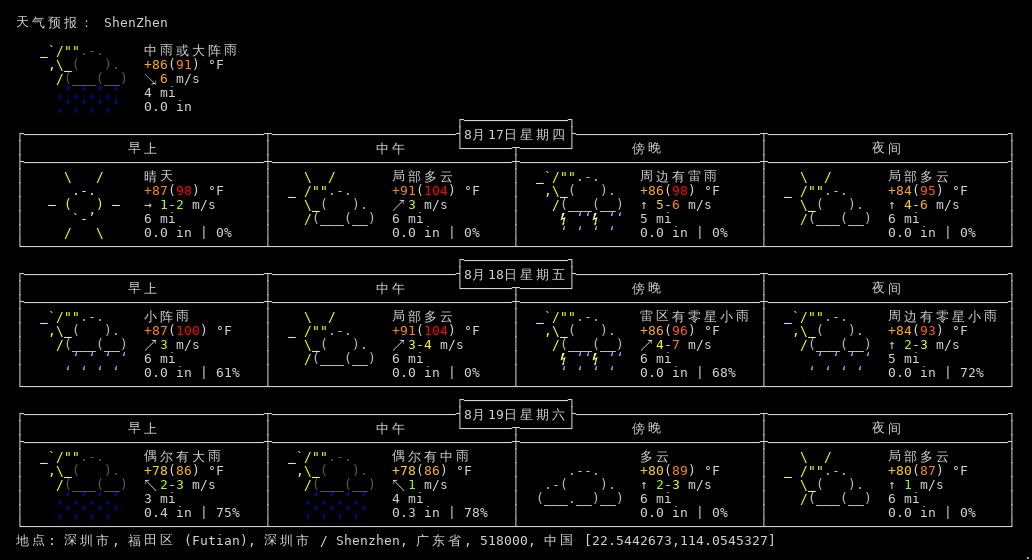 天气预报： ShenZhen
中雨或大阵雨
+86(91) °F
↘ 6 m/s
4 mi
0.0 in
8月17日星期四
早上 中午 傍晚 夜间
晴天 局部多云 周边有雷雨 局部多云
+87(98) °F +91(104) °F +86(98) °F +84(95) °F
→ 1-2 m/s ↗ 3 m/s ↑ 5-6 m/s ↑ 4-6 m/s
6 mi 6 mi 5 mi 6 mi
0.0 in | 0% 0.0 in | 0% 0.0 in | 0% 0.0 in | 0%
8月18日星期五
早上 中午 傍晚 夜间
小阵雨 局部多云 雷区有零星小雨 周边有零星小雨
+87(100) °F +91(104) °F +86(96) °F +84(93) °F
↗ 3 m/s ↗ 3-4 m/s ↗ 4-7 m/s ↑ 2-3 m/s
6 mi 6 mi 6 mi 5 mi
0.0 in | 61% 0.0 in | 0% 0.0 in | 68% 0.0 in | 72%
8月19日星期六
早上 中午 傍晚 夜间
偶尔有大雨 偶尔有中雨 多云 局部多云
+78(86) °F +78(86) °F +80(89) °F +80(87) °F
↖ 2-3 m/s ↖ 1 m/s ↑ 2-3 m/s ↑ 1 m/s
3 mi 4 mi 6 mi 6 mi
0.4 in | 75% 0.3 in | 78% 0.0 in | 0% 0.0 in | 0%
地点: 深圳市, 福田区 (Futian), 深圳市 / Shenzhen, 广东省, 518000, 中国 [22.5442673,114.0545327]